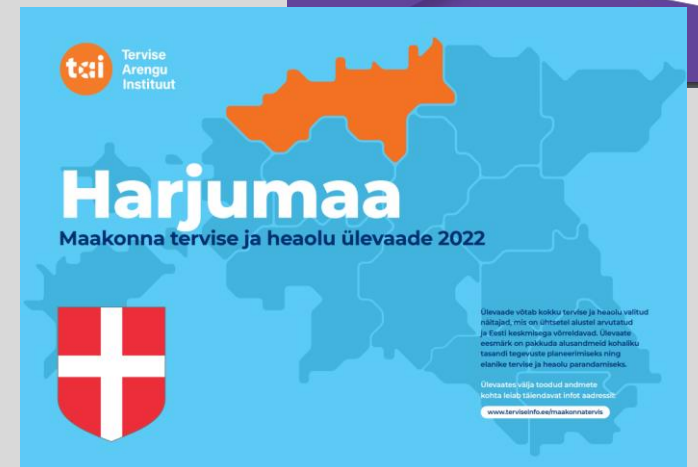 tai
Tervise
Arengu
Instituut
Harjumaa
Maakonna tervise ja heaolu ülevaade 2022
Ülevaade võtab kokku tervise ja heaolu valitud
näitajad, mis on ühtsetel alustel arvutatud
ja Eesti keskmisega võrreldavad. Ülevaate
eesmärk on pakkuda alusandmeid kohaliku
tasandi tegevuste planeerimiseks ning
elanike tervise ja heaolu parandamiseks.
Ülevaates välja toodud andmete
kohta leiab täiendavat infot aadressil:
www.terviseinfo.ee/maakonnatervis